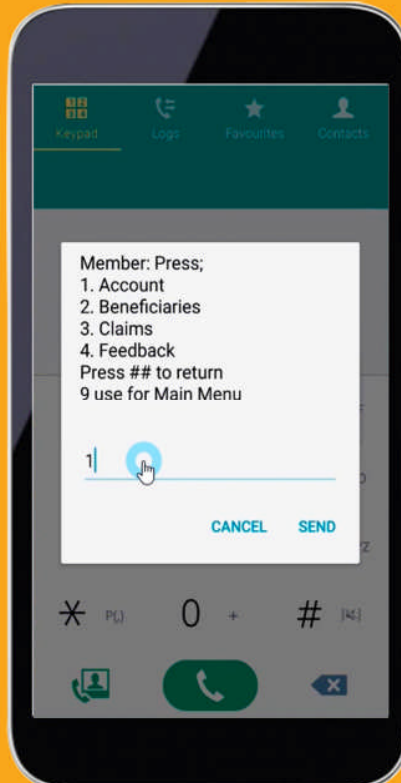 Keypad
Logs
Favourites
Contacts
Member: Press;
1. Account
2. Beneficiaries
3. Claims
4. Feedback
Press ## to return
9 use for Main Menu
1
CANCEL SEND
* P(,) 0 + #